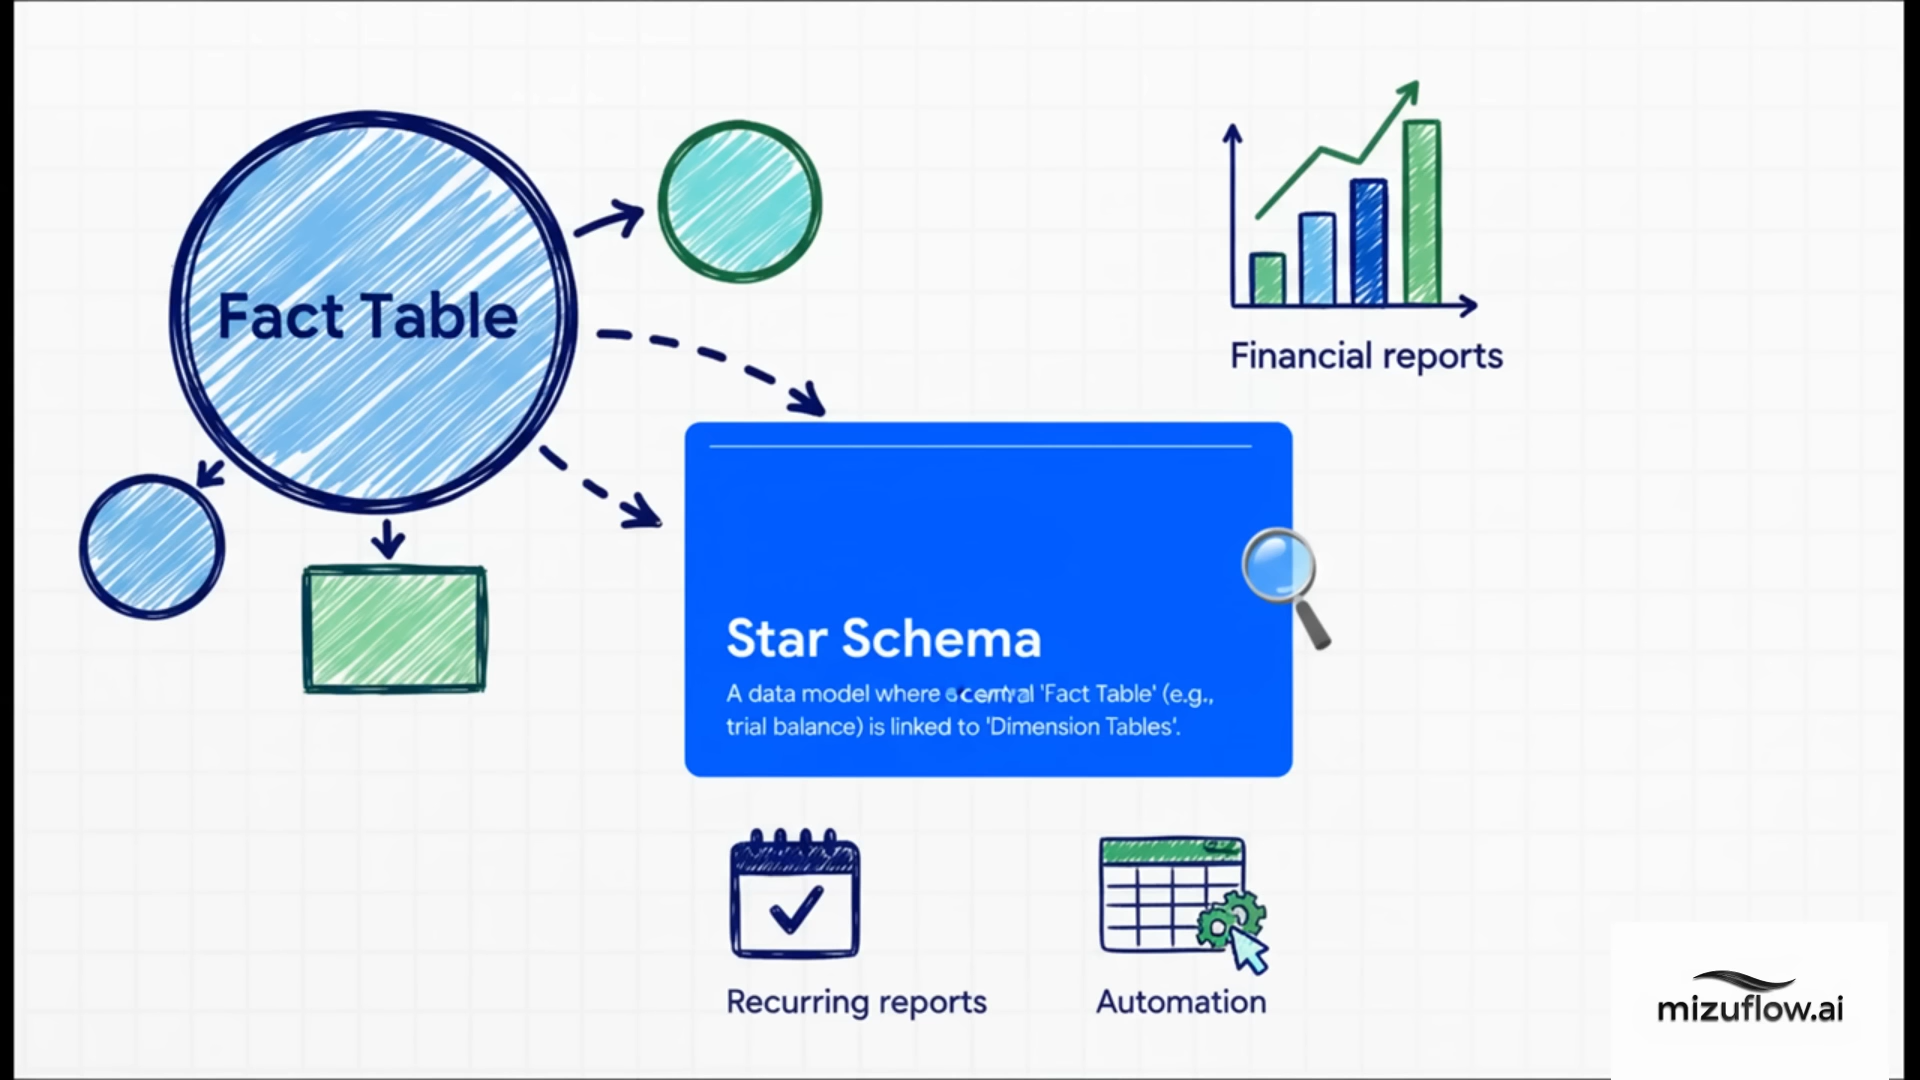 Fact Table
Financial reports
Star Schema
A data model where 'Fact Table' (e.g.,
trial balance) is linked to 'Dimension Tables'.
Recurring reports
Automation
mizuflow.ai